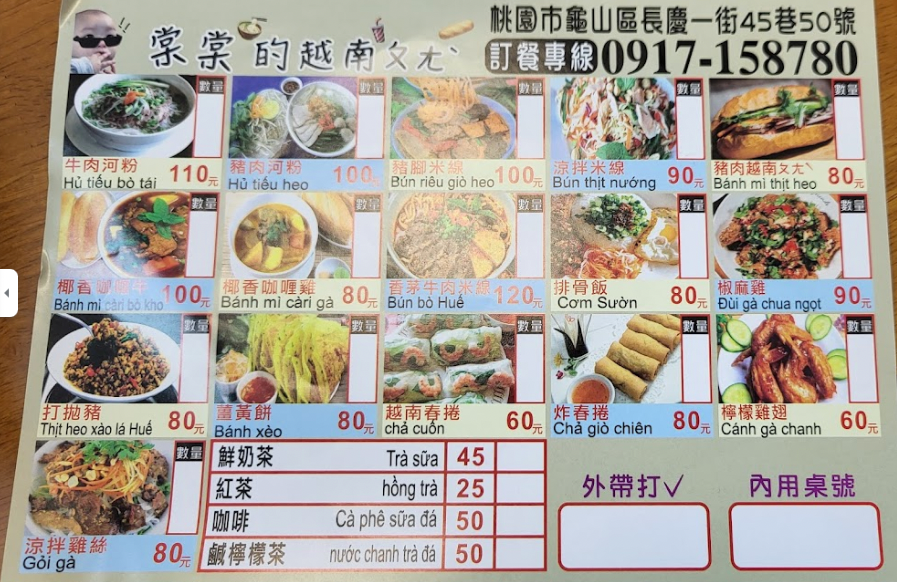 桃園市龜山區長慶一街45巷50號
棠棠的越南ㄆㄤˋ
訂餐專線0917-158780
數量
數量
數量
數量
數量
牛肉河粉 110元
Hủ tiếu bò tái
豬肉河粉 100元
Hủ tiếu heo
豬腳米線 100元
Bún riêu giò heo
涼拌米線 90元
Bún thịt nướng
豬肉越南ㄆㄤˋ 80元
Bánh mì thịt heo
數量
數量
數量
數量
數量
椰香咖哩牛 100元
Bánh mì càri bò kho
椰香咖哩雞 80元
Bánh mì càrí gà
香茅牛肉米線 120元
Bún bò Huế
排骨飯 80元
Cơm Sườn
椒麻雞 90元
Đùi gà chua ngọt
數量
數量
數量
數量
數量
打拋豬 80元
Thịt heo xào lá Huế
薑黃餅 80元
Bánh xèo
越南春捲 60元
chả cuốn
炸春捲 80元
Chả giò chiên
檸檬雞翅 60元
Cánh gà chanh
數量
涼拌雞絲 80元
Gỏi gà
鮮奶茶 Trà sữa 45
紅茶 hồng trà 25
咖啡 Cà phê sữa đá 50
鹹檸檬茶 nước chanh trà đá 50
外帶打✓
內用桌號